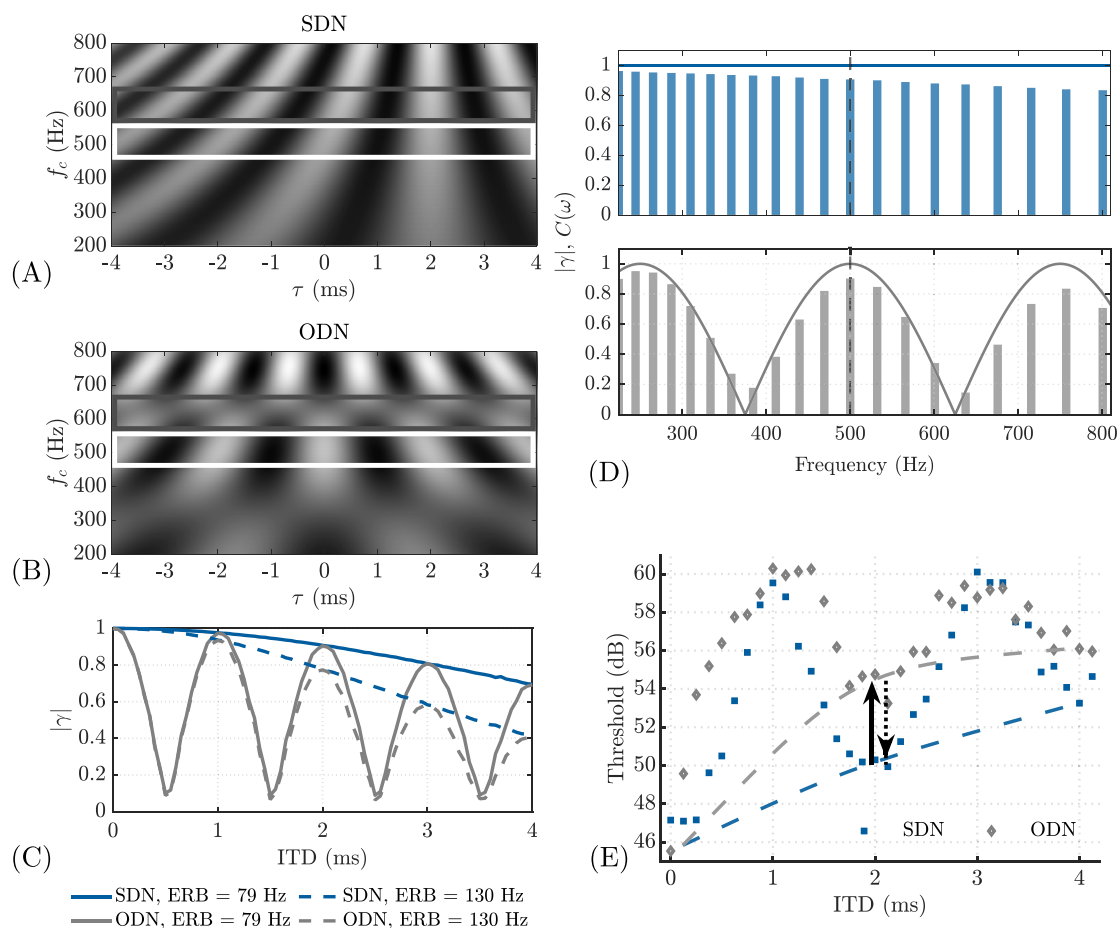 SDN
800
700
600
500
400
300
200
f_c (Hz)
-4 -3 -2 -1 0 1 2 3 4
τ (ms)
(A)
ODN
800
700
600
500
400
300
200
f_c (Hz)
-4 -3 -2 -1 0 1 2 3 4
τ (ms)
(B)
1
0.8
0.6
0.4
0.2
0
|γ|
0 1 2 3 4
ITD (ms)
(C)
SDN, ERB = 79 Hz SDN, ERB = 130 Hz
ODN, ERB = 79 Hz ODN, ERB = 130 Hz
1
0.8
0.6
0.4
0.2
0
|γ|, C(ω)
1
0.8
0.6
0.4
0.2
0
300 400 500 600 700 800
Frequency (Hz)
(D)
60
58
56
54
52
50
48
46
Threshold (dB)
SDN ODN
0 1 2 3 4
ITD (ms)
(E)